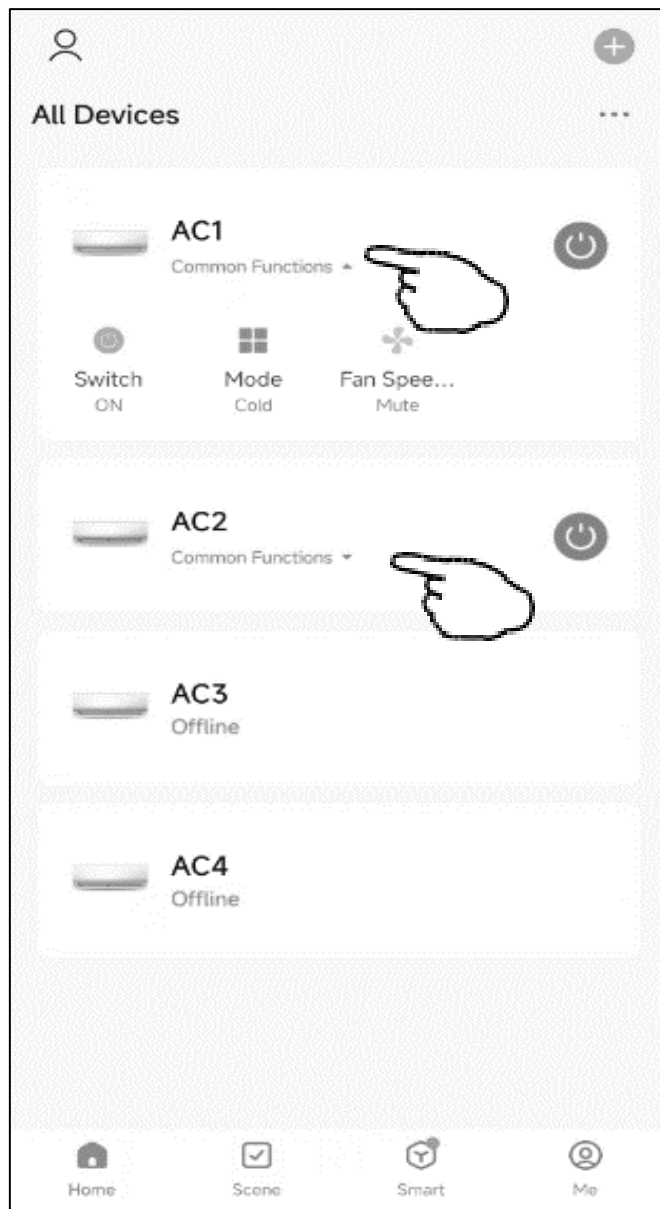 All Devices
AC1
Common Functions
Switch Mode Fan Spee...
ON Cold Mute
AC2
Common Functions
AC3
Offline
AC4
Offline
Home Scene Smart Me